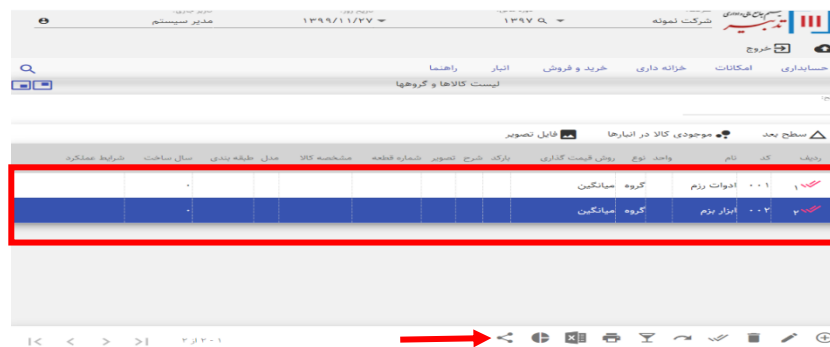 شرکت نمونه
۱۳۹۷
۱۳۹۹/۱۱/۲۷
مدیر سیستم
تدبیر
خروج
حسابداری امکانات خزانه داری خرید و فروش انبار راهنما
لیست کالاها و گروهها
سطح بعد موجودی کالا در انبارها فایل تصویر
ردیف کد نام واحد نوع روش قیمت گذاری بارکد شرح تصویر شماره قطعه مشخصه کالا مدل طبقه بندی سال ساخت شرایط عملکرد
۱ ۰۰۱ ادوات رزم گروه میانگین ۰
۲ ۰۰۲ ابزار بزم گروه میانگین ۰
۱ - ۲ از ۲